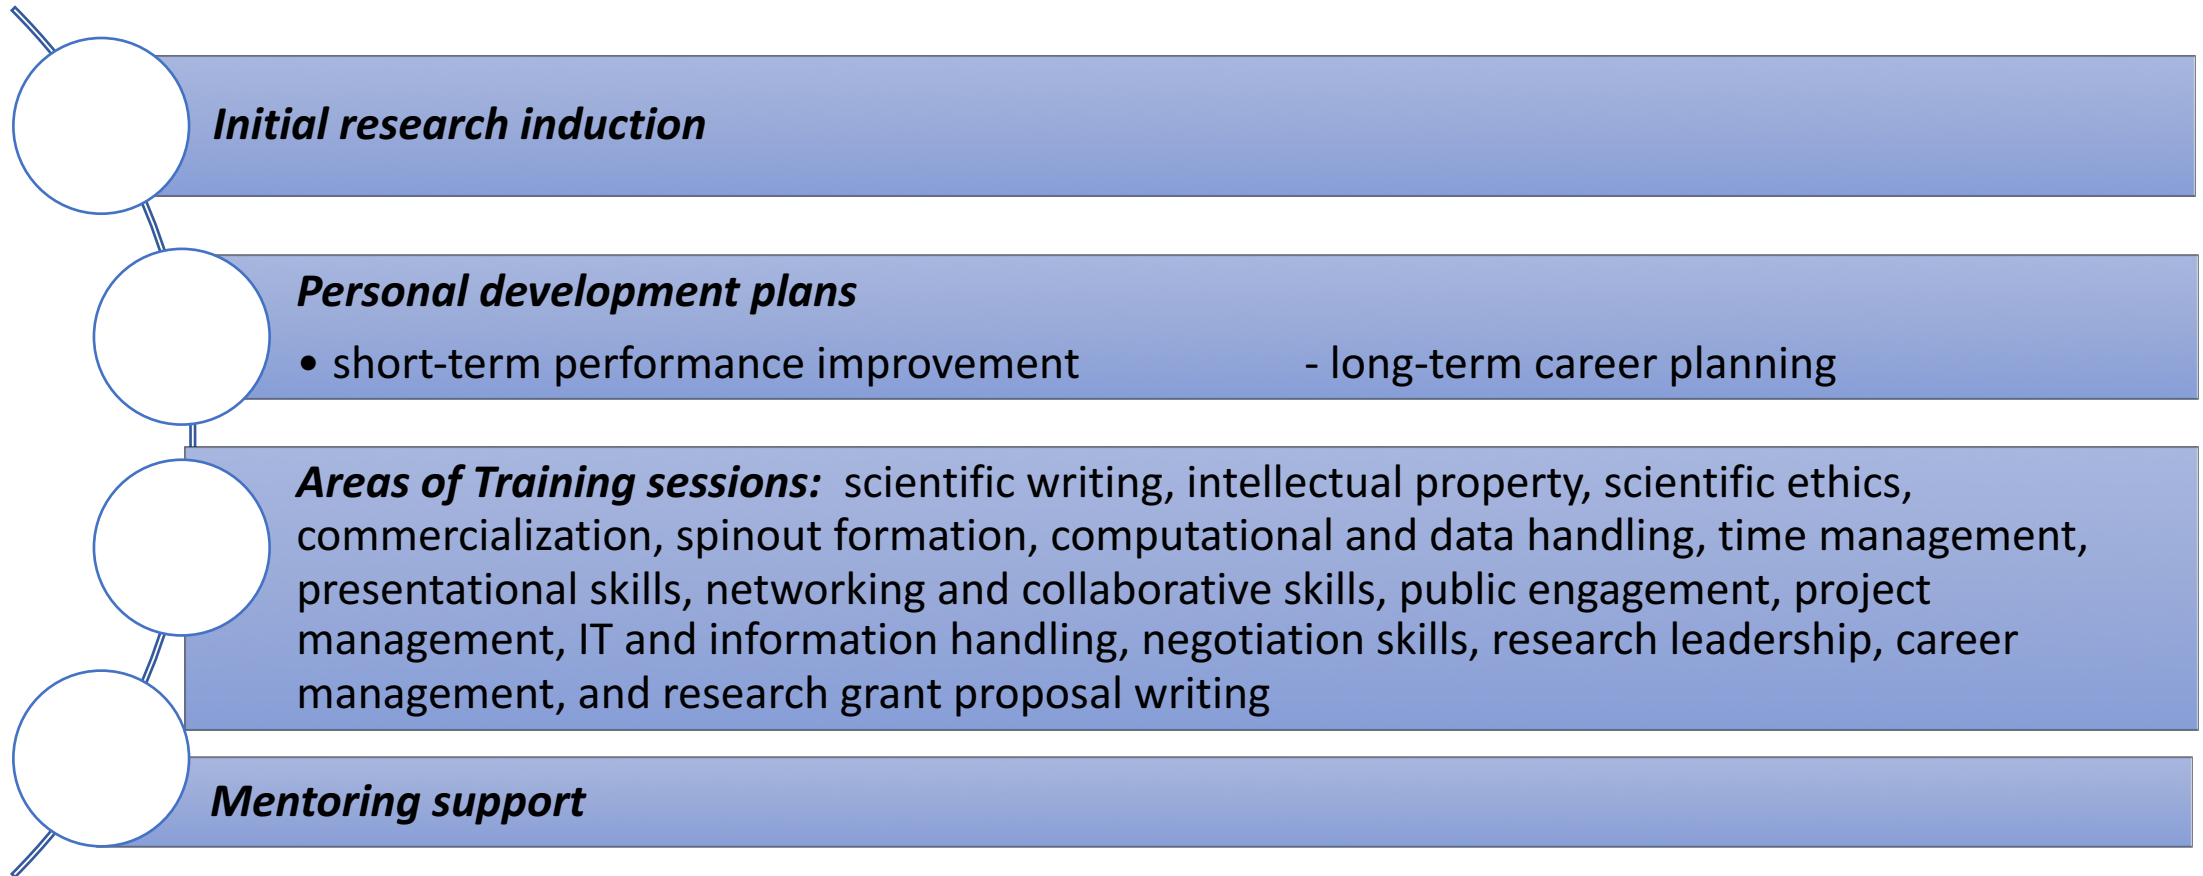 Initial research induction
Personal development plans
• short-term performance improvement - long-term career planning
Areas of Training sessions: scientific writing, intellectual property, scientific ethics,
commercialization, spinout formation, computational and data handling, time management,
presentational skills, networking and collaborative skills, public engagement, project
management, IT and information handling, negotiation skills, research leadership, career
management, and research grant proposal writing
Mentoring support